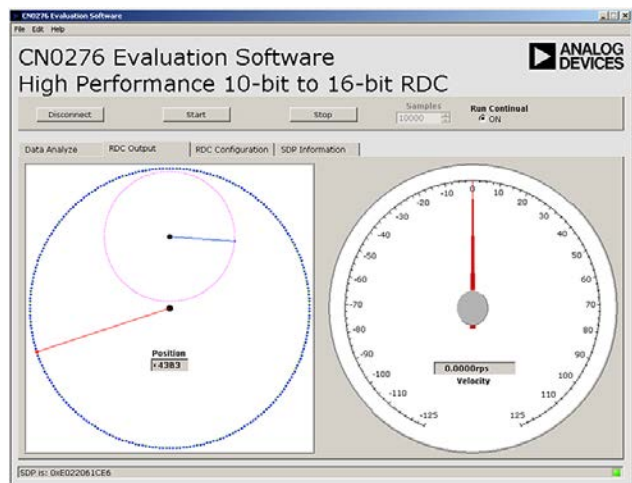 CN0276 Evaluation Software
File Edit Help
CN0276 Evaluation Software
High Performance 10-bit to 16-bit RDC
ANALOG
DEVICES
Disconnect
Start
Stop
Samples
10000
Run Continual
ON
Data Analyze
RDC Output
RDC Configuration
SDP Information
Position
-4383
-125
-110
-100
-90
-80
-70
-60
-50
-40
-30
-20
-10
0
10
20
30
40
50
60
70
80
90
100
110
125
0.0000rps
Velocity
SDP is: 0xE022061CE6